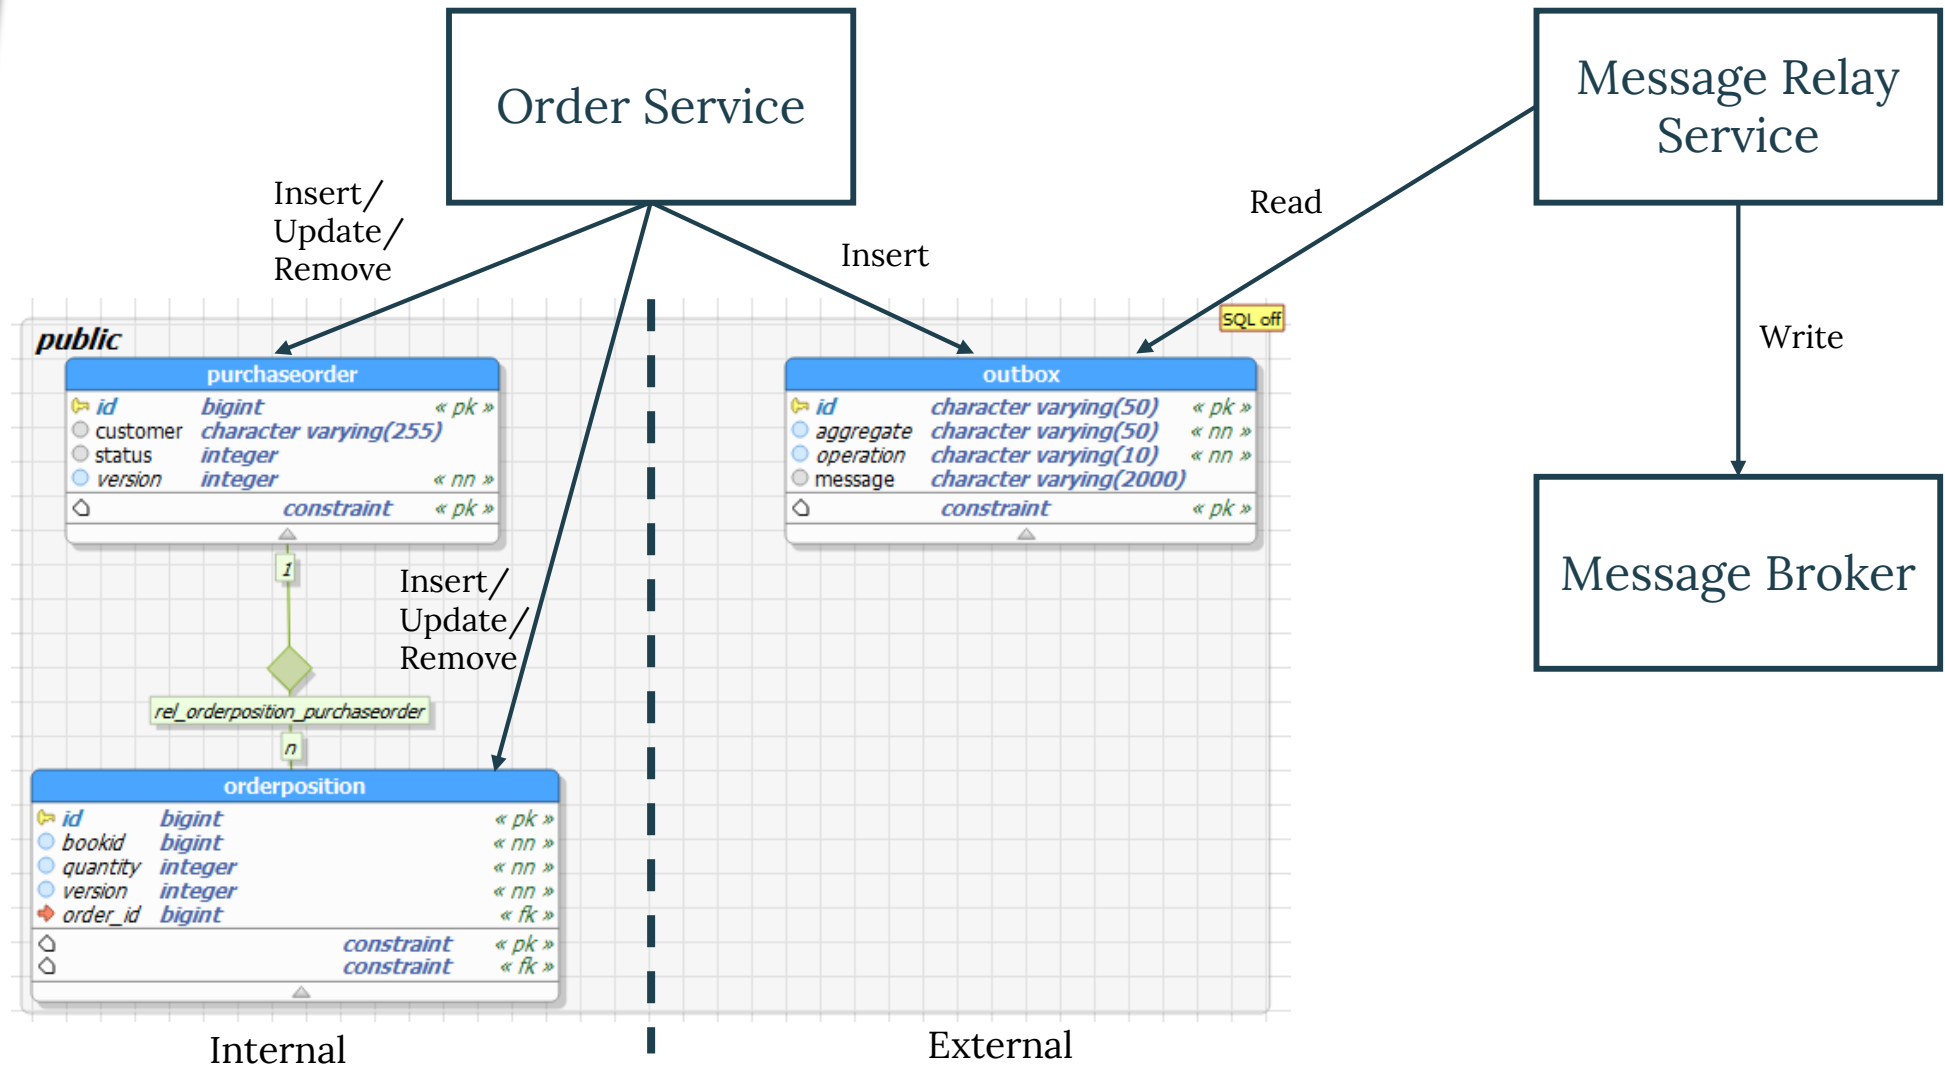 Order Service
Message Relay
Service
Insert/
Update/
Remove
Insert
Read
Write
public
SQL off
purchaseorder
id bigint « pk »
customer character varying(255)
status integer
version integer « nn »
constraint « pk »
outbox
id character varying(50) « pk »
aggregate character varying(50) « nn »
operation character varying(10) « nn »
message character varying(2000)
constraint « pk »
Message Broker
1
Insert/
Update/
Remove
rel_orderposition_purchaseorder
n
orderposition
id bigint « pk »
bookid bigint « nn »
quantity integer « nn »
version integer « nn »
order_id bigint « fk »
constraint « pk »
constraint « fk »
Internal
External